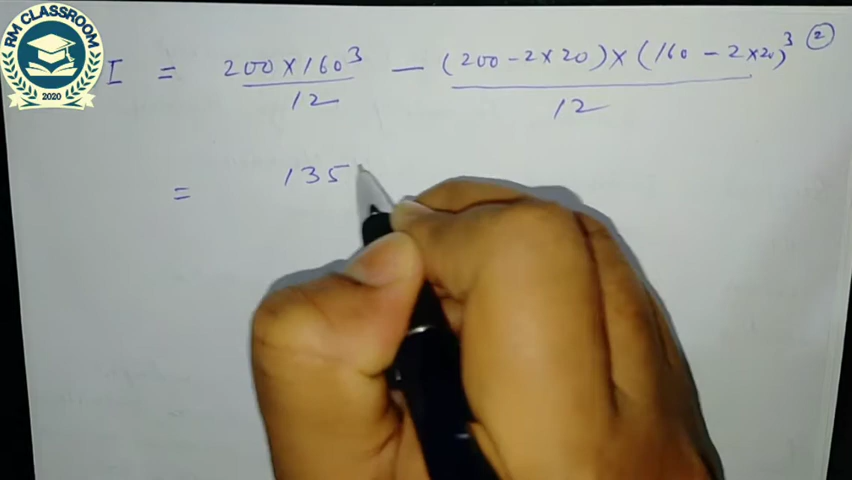 RM CLASSROOM
2020
I = 200×160³/12 − (200−2×20)×(160−2×20)³/12 ②
= 135